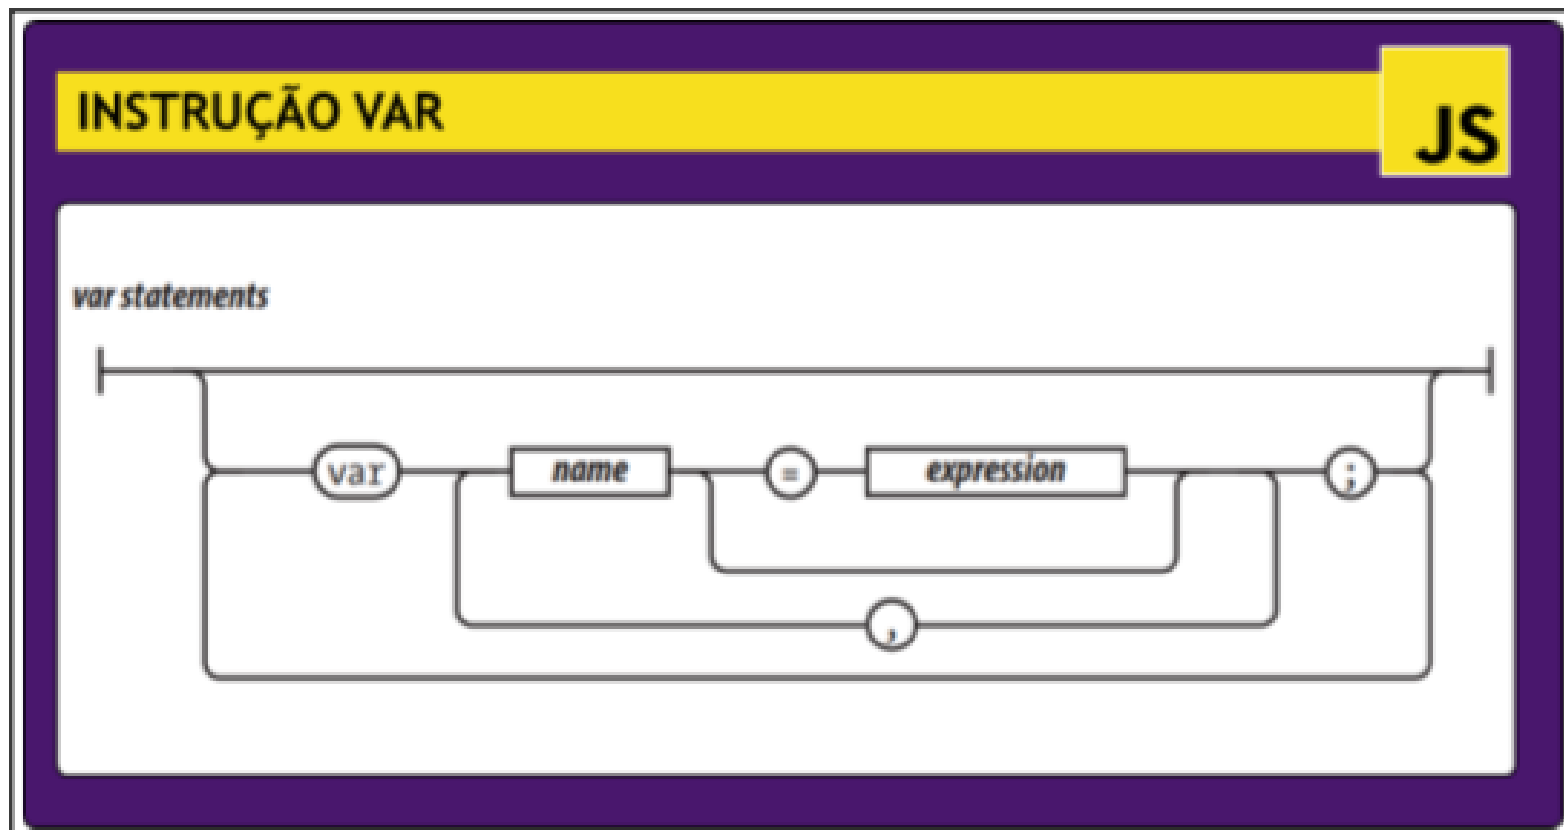 INSTRUÇÃO VAR
JS
var statements
var name = expression ;
,